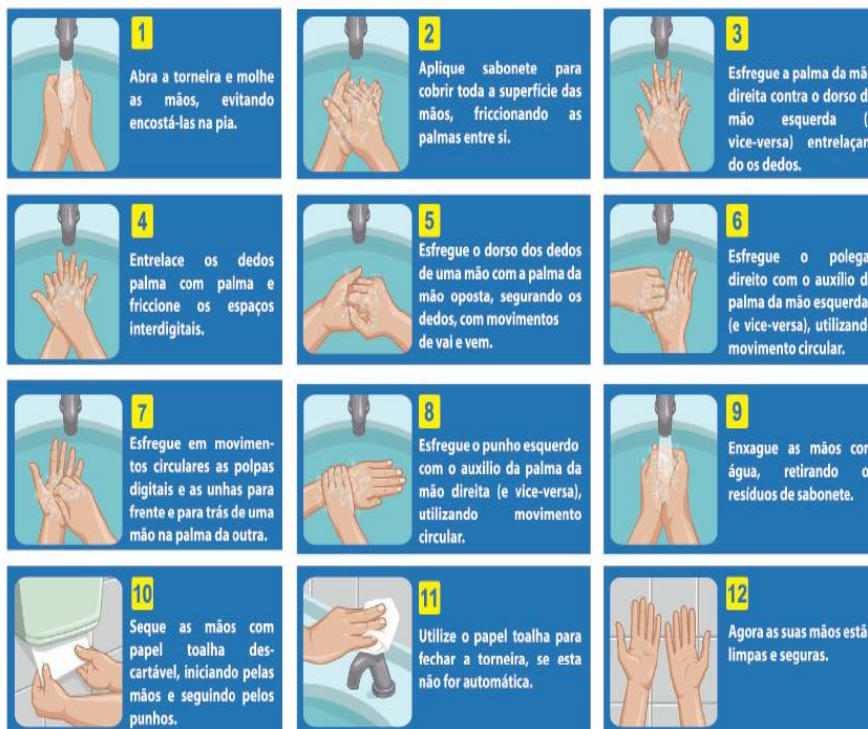 1
Abra a torneira e molhe
as mãos, evitando
encostá-las na pia.
2
Aplique sabonete para
cobrir toda a superfície das
mãos, friccionando as
palmas entre si.
3
Esfregue a palma da
direita contra o dorso
mão esquerda
vice-versa)
do os dedos.
4
Entrelace os dedos
palma com palma e
friccione os espaços
interdigitais.
5
Esfregue o dorso dos dedos
de uma mão com a palma da
mão oposta, segurando os
dedos, com movimentos
de vai e vem.
6
Esfregue o
direito com o auxílio
palma da mão esquerda
(e vice-versa),
movimento circular.
7
Esfregue em movimen-
tos circulares as polpas
digitais e as unhas para
frente e para trás de uma
mão na palma da outra.
8
Esfregue o punho esquerdo
com o auxilio da palma da
mão direita (e vice-versa),
utilizando movimento
circular.
9
Enxague as mãos
água, retirando
resíduos de sabonete.
10
Seque as mãos com
papel toalha des-
cartável, iniciando pelas
mãos e seguindo pelos
punhos.
11
Utilize o papel toalha para
fechar a torneira, se esta
não for automática.
12
Agora as suas mãos
limpas e seguras.